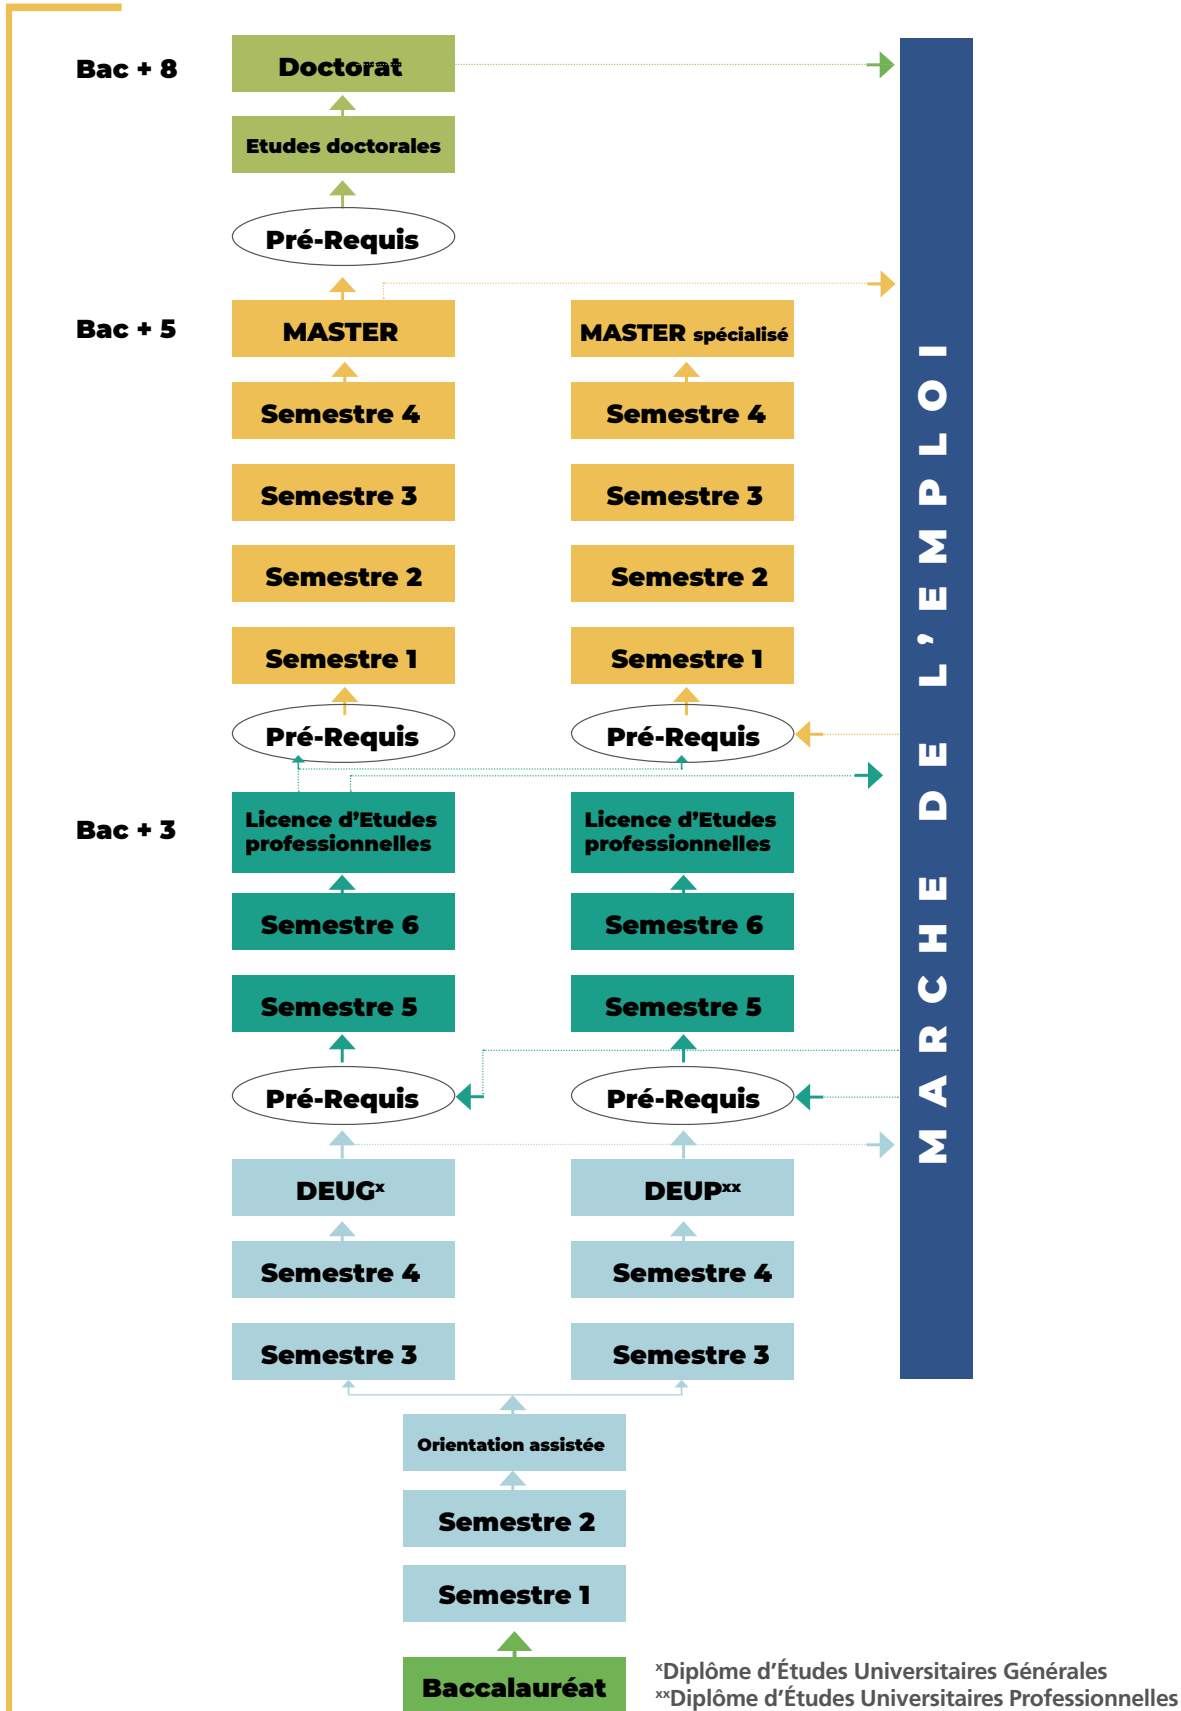 Bac + 8
Doctorat
Etudes doctorales
Pré-Requis
Bac + 5
MASTER
MASTER spécialisé
Semestre 4
Semestre 4
Semestre 3
Semestre 3
Semestre 2
Semestre 2
Semestre 1
Semestre 1
Pré-Requis
Pré-Requis
Bac + 3
Licence d’Etudes
professionnelles
Licence d’Etudes
professionnelles
Semestre 6
Semestre 6
Semestre 5
Semestre 5
Pré-Requis
Pré-Requis
DEUGx
DEUPxx
Semestre 4
Semestre 4
Semestre 3
Semestre 3
Orientation assistée
Semestre 2
Semestre 1
Baccalauréat
MARCHE DE L’EMPLOI
xDiplôme d’Études Universitaires Générales
xxDiplôme d’Études Universitaires Professionnelles